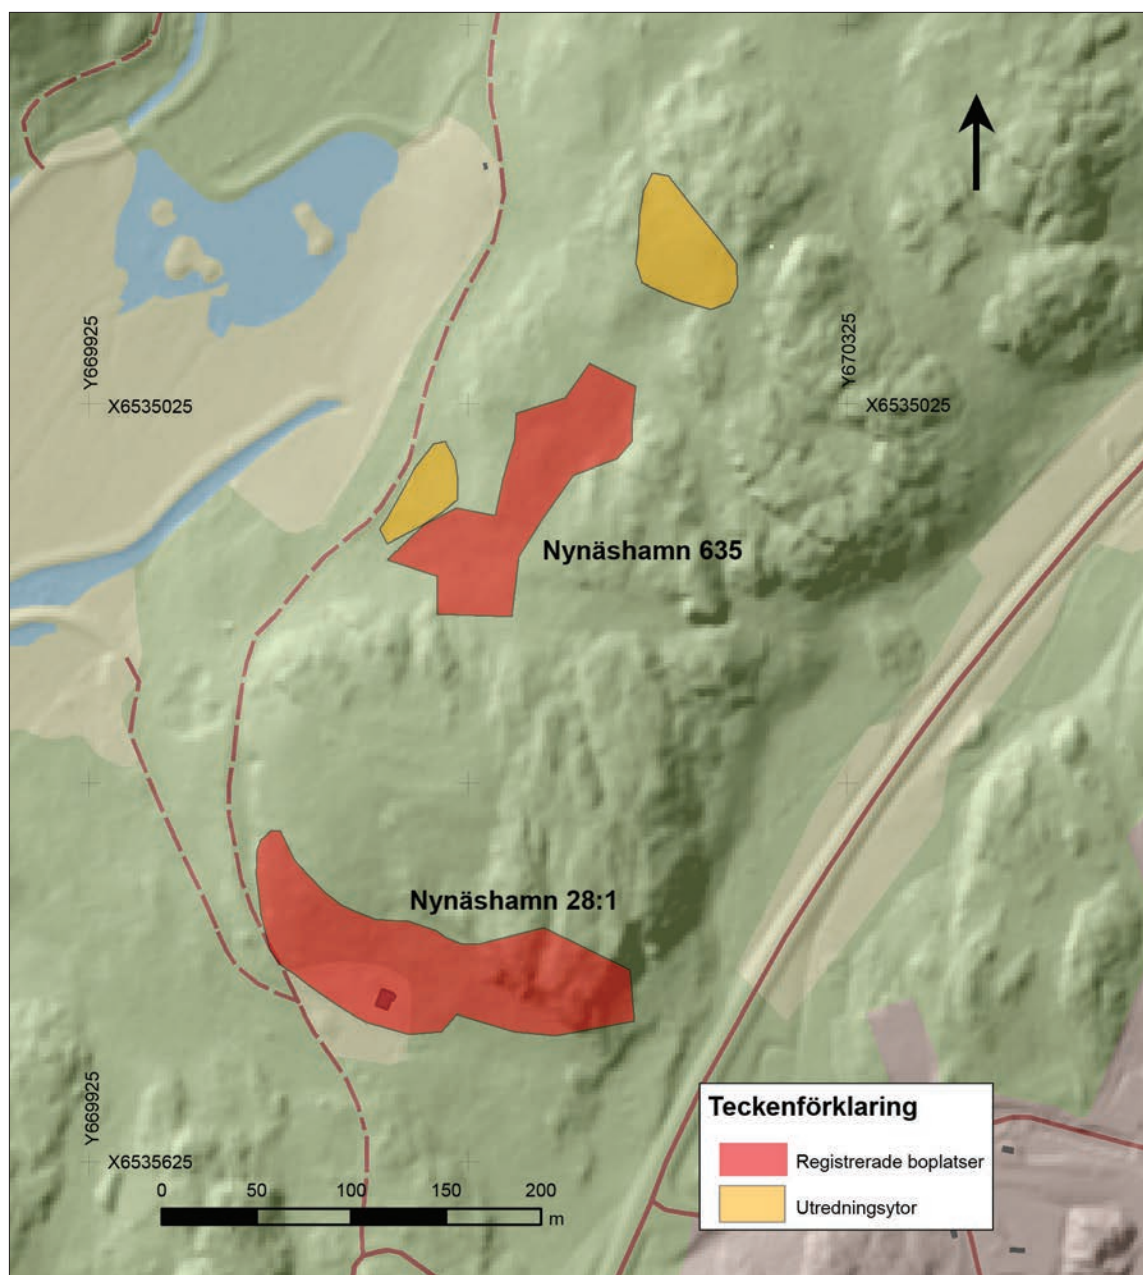 Y669925
X6535025
Y670325
X6535025
Nynäshamn 635
Nynäshamn 28:1
Y669925
X6535625
0 50 100 150 200
m
Teckenförklaring
Registrerade boplatser
Utredningsytor